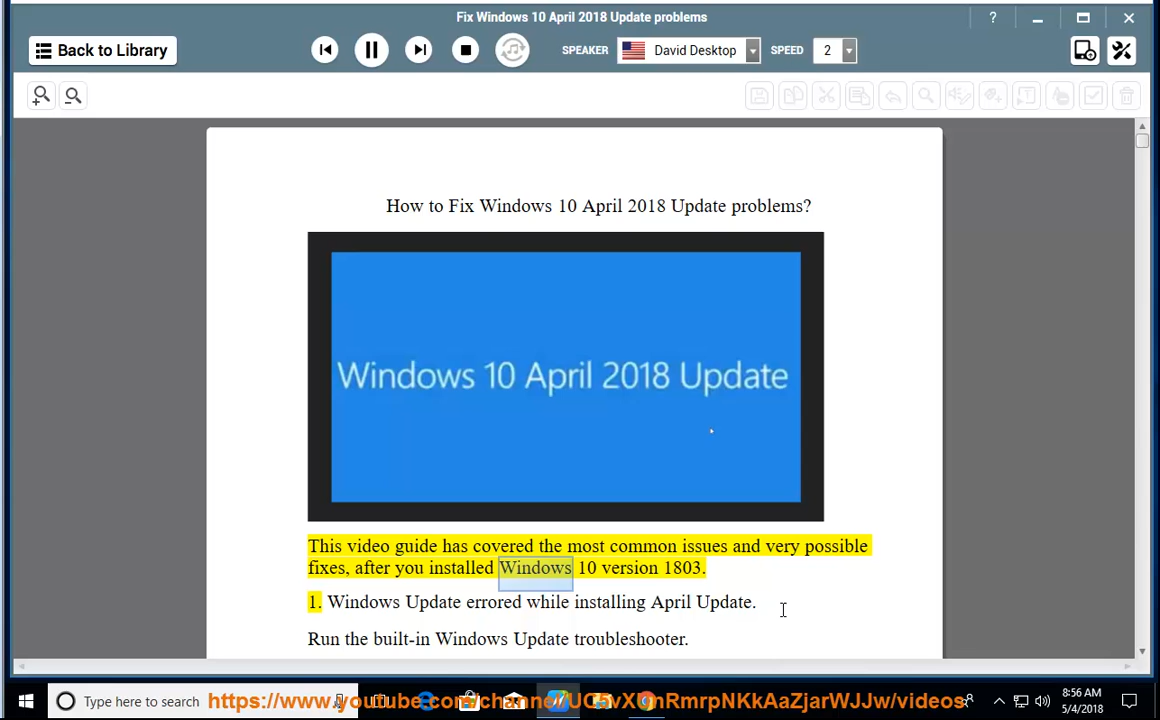 Fix Windows 10 April 2018 Update problems
Back to Library
SPEAKER
David Desktop
SPEED
2
How to Fix Windows 10 April 2018 Update problems?
Windows 10 April 2018 Update
This video guide has covered the most common issues and very possible
fixes, after you installed Windows 10 version 1803.
1. Windows Update errored while installing April Update.
Run the built-in Windows Update troubleshooter.
Type here to search
8:56 AM
5/4/2018